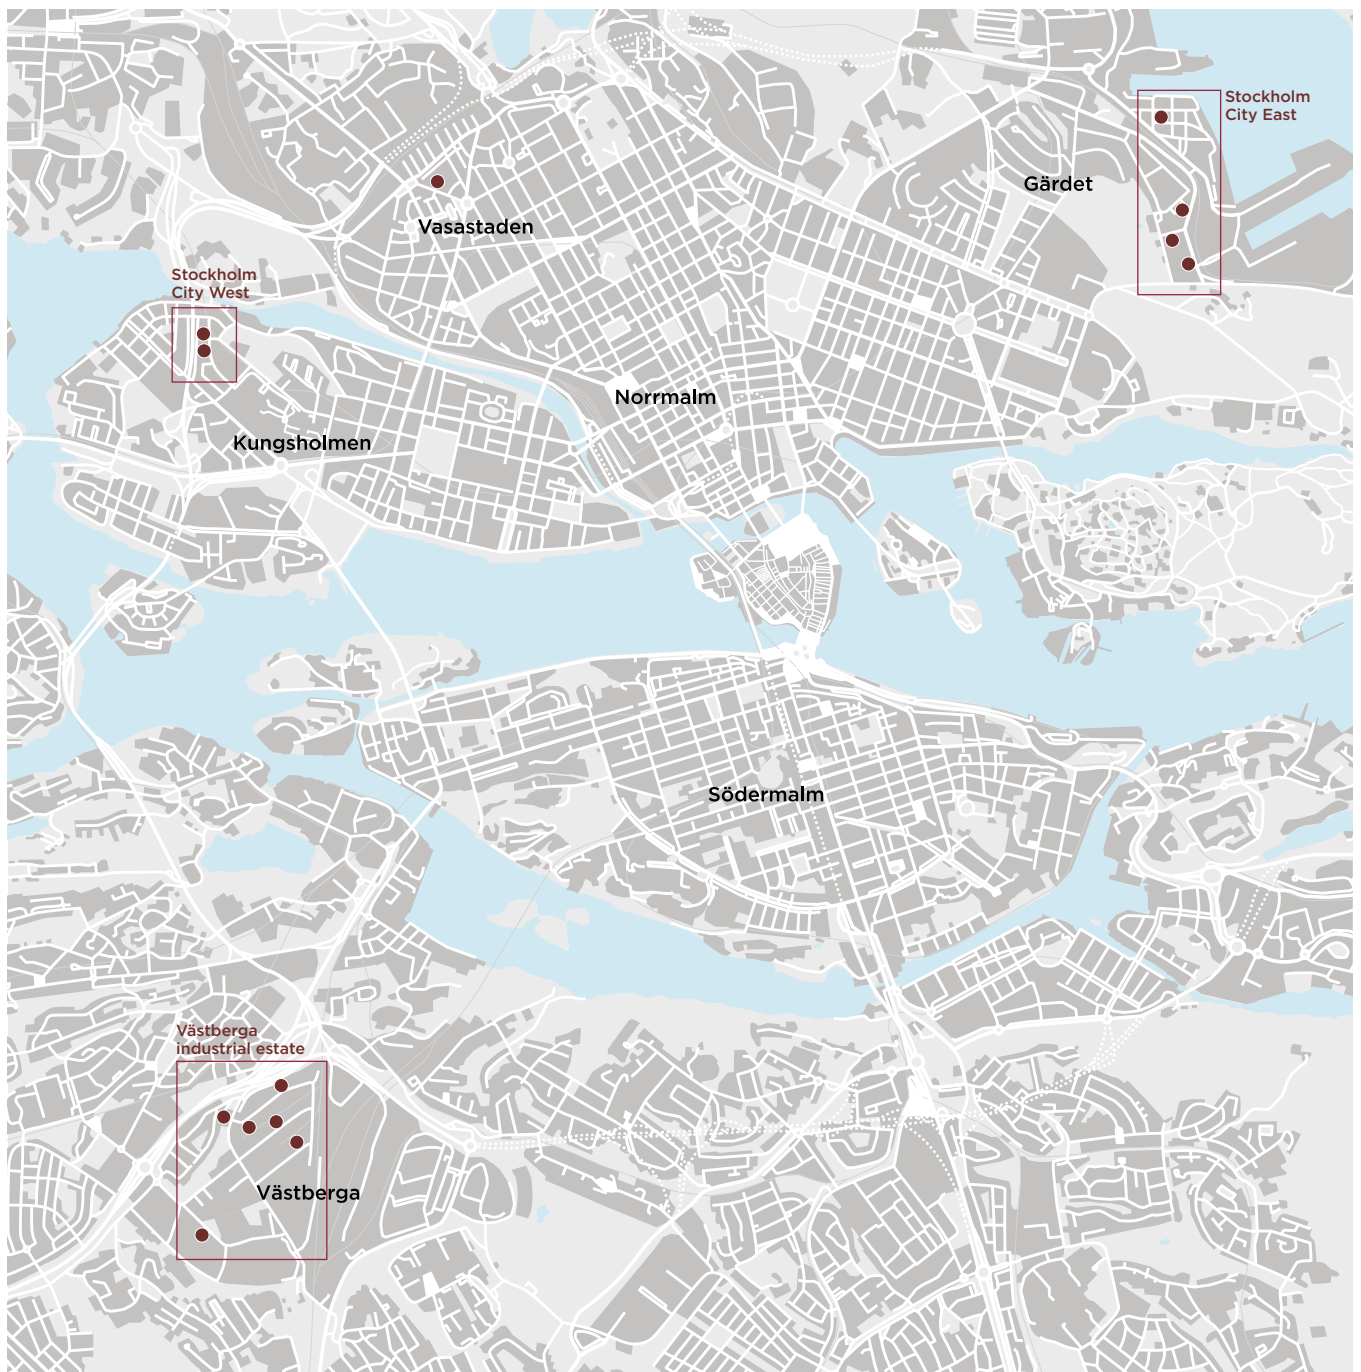 Stockholm
City East
Gärdet
Vasastaden
Stockholm
City West
Norrmalm
Kungsholmen
Södermalm
Västberga
industrial estate
Västberga